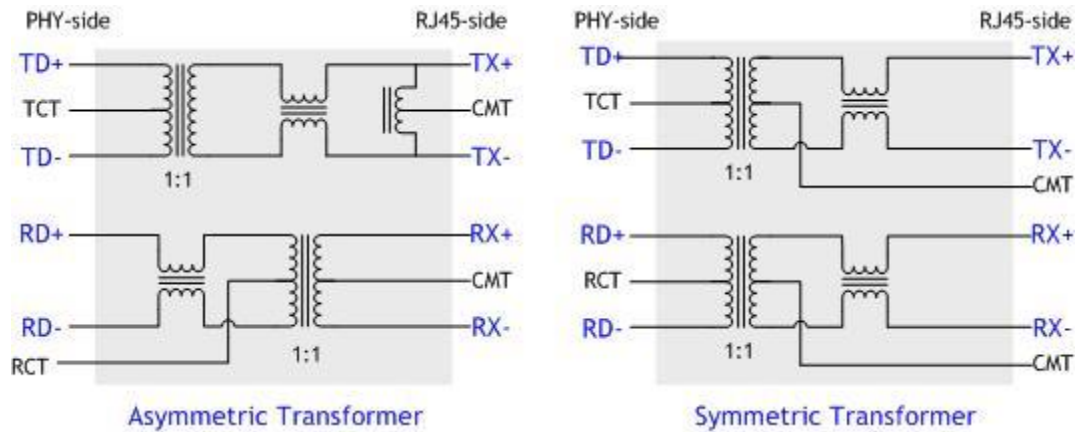 PHY-side RJ45-side
TD+ TX+
TCT CMT
TD- TX-
1:1
RD+ RX+
CMT
RD- RX-
RCT
1:1
Asymmetric Transformer
PHY-side RJ45-side
TD+ TX+
TCT
TD- TX-
1:1
CMT
RD+ RX+
RCT
RD- RX-
1:1
CMT
Symmetric Transformer